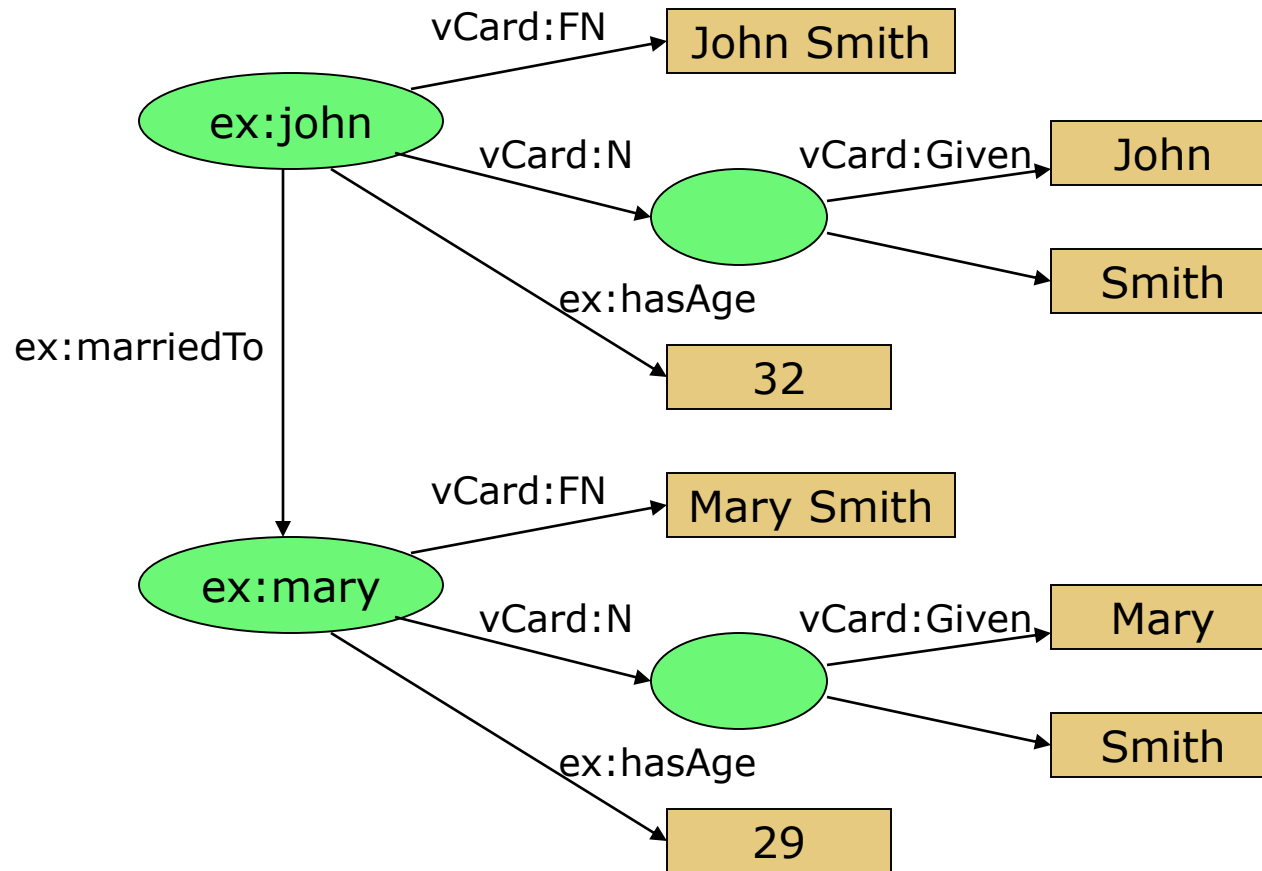 vCard:FN
John Smith
ex:john
vCard:N
vCard:Given
John
Smith
ex:hasAge
ex:marriedTo
32
vCard:FN
Mary Smith
ex:mary
vCard:N
vCard:Given
Mary
Smith
ex:hasAge
29